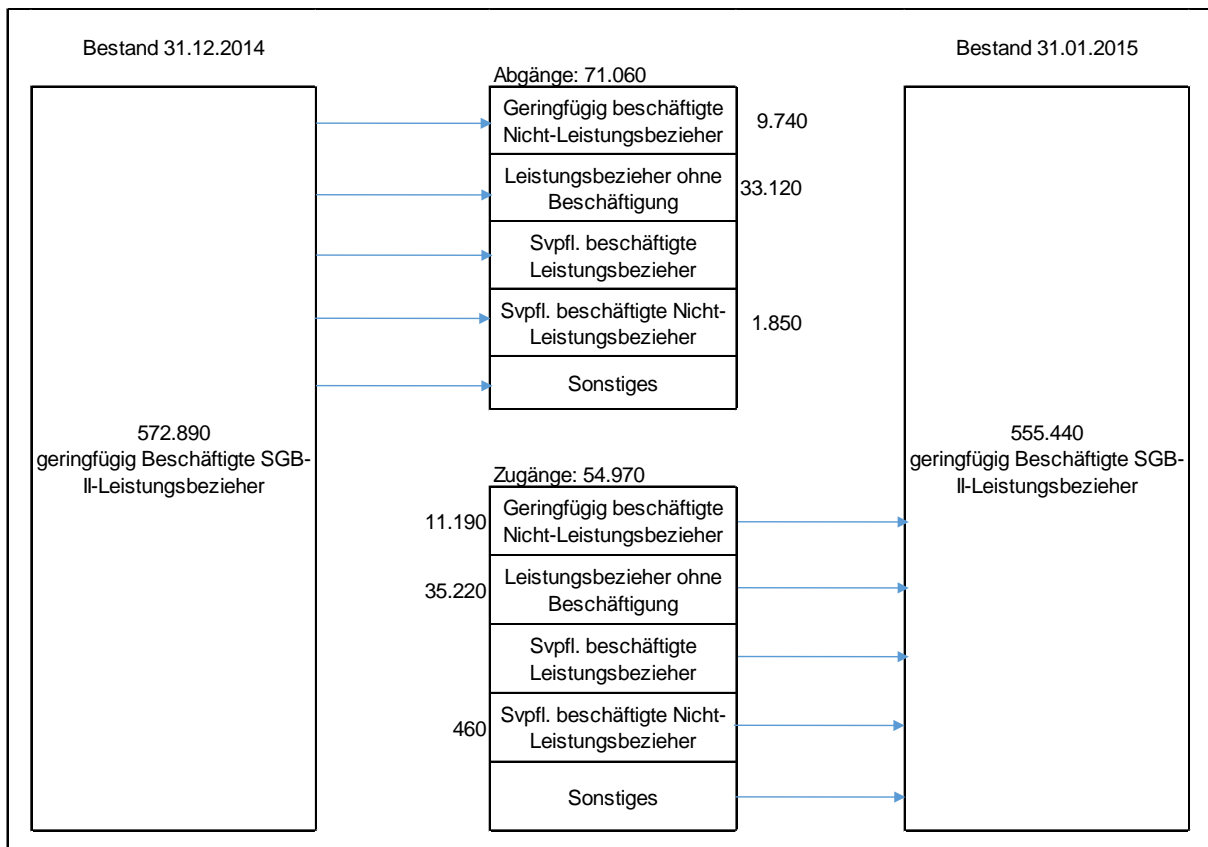 Bestand 31.12.2014
Bestand 31.01.2015
Abgänge: 71.060
Geringfügig beschäftigte
Nicht-Leistungsbezieher
9.740
Leistungsbezieher ohne
Beschäftigung
33.120
Svpfl. beschäftigte
Leistungsbezieher
Svpfl. beschäftigte Nicht-
Leistungsbezieher
1.850
Sonstiges
572.890
geringfügig Beschäftigte SGB-
II-Leistungsbezieher
555.440
geringfügig Beschäftigte SGB-
II-Leistungsbezieher
Zugänge: 54.970
11.190
Geringfügig beschäftigte
Nicht-Leistungsbezieher
35.220
Leistungsbezieher ohne
Beschäftigung
Svpfl. beschäftigte
Leistungsbezieher
460
Svpfl. beschäftigte Nicht-
Leistungsbezieher
Sonstiges